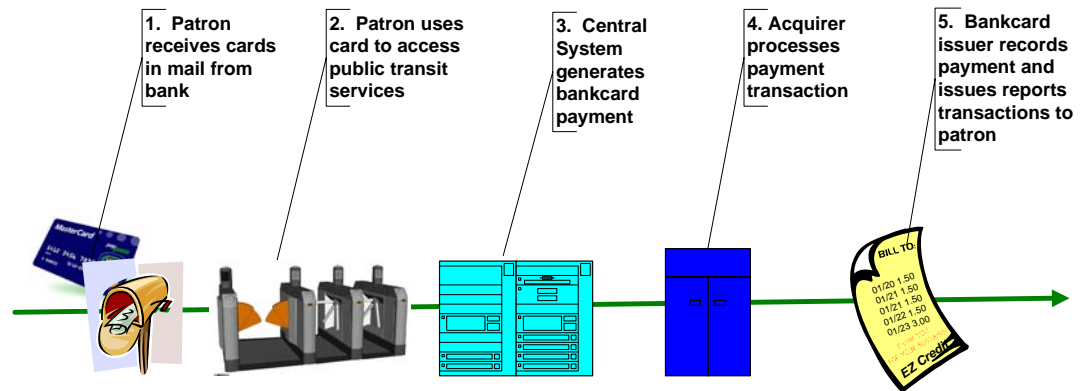 1. Patron
receives cards
in mail from
bank
2. Patron uses
card to access
public transit
services
3. Central
System
generates
bankcard
payment
4. Acquirer
processes
payment
transaction
5. Bankcard
issuer records
payment and
issues reports
transactions to
patron
MasterCard
BILL TO:
01/20 1.50
01/21 1.50
01/21 1.50
01/22 1.50
01/23 3.00
EZ Credit